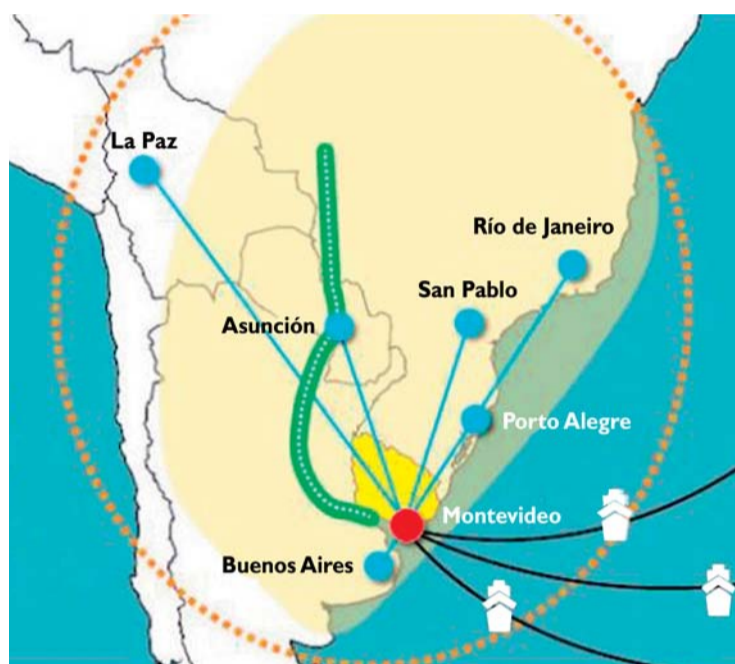 La Paz
Río de Janeiro
San Pablo
Asunción
Porto Alegre
Montevideo
Buenos Aires